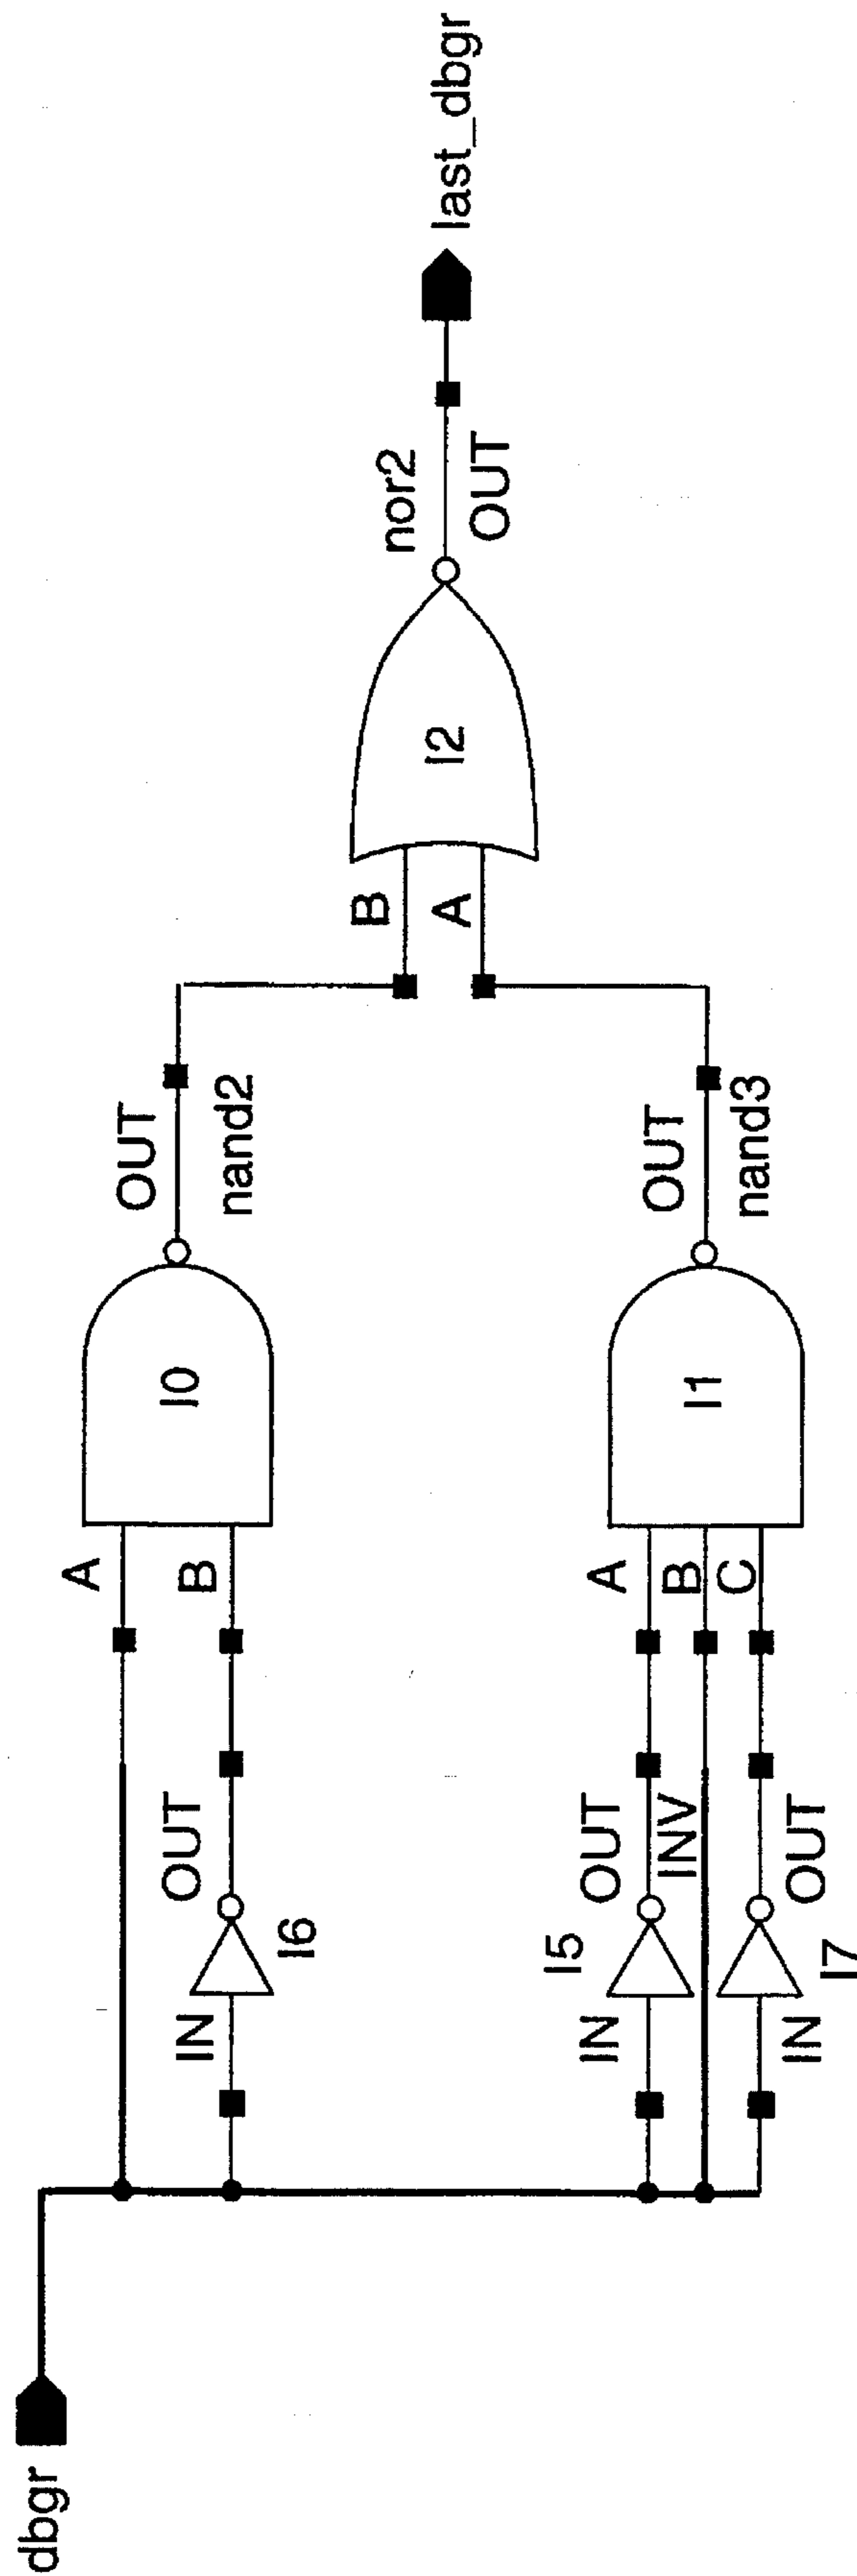 dbgr
IN
I6
OUT
A
B
I0
OUT
nand2
IN
I5
OUT
INV
IN
I7
OUT
A
B
C
I1
OUT
nand3
B
A
I2
nor2
OUT
last_dbgr